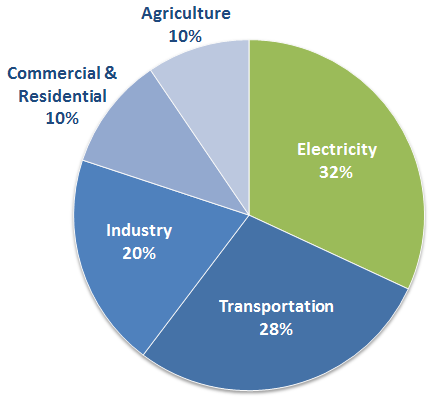 Agriculture
10%
Commercial &
Residential
10%
Electricity
32%
Industry
20%
Transportation
28%